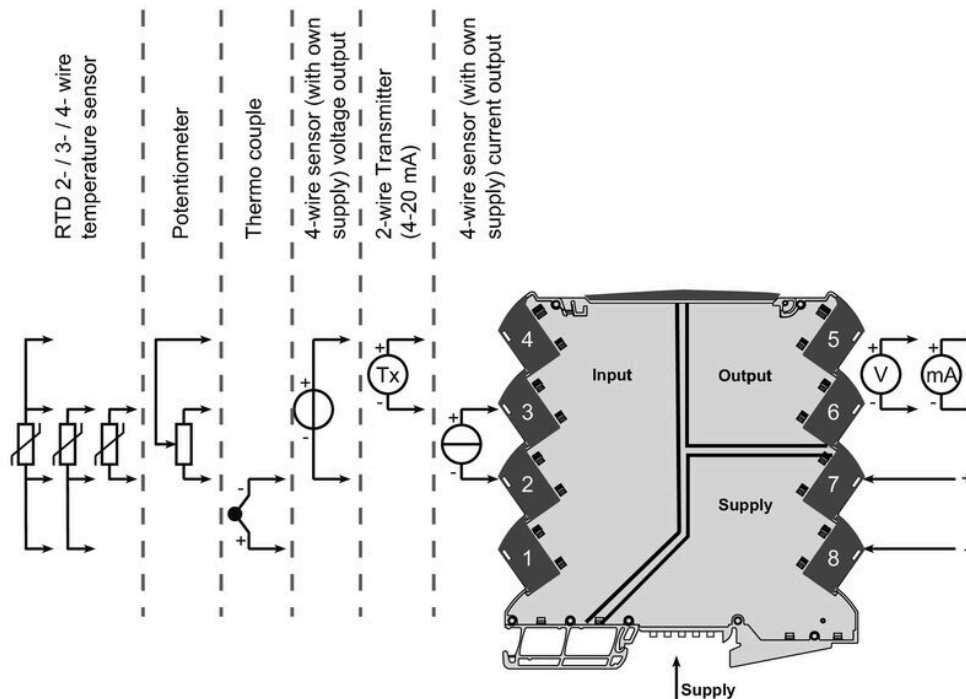 RTD 2- / 3- / 4- wire
temperature sensor
Potentiometer
Thermo couple
4-wire sensor (with own
supply) voltage output
2-wire Transmitter
(4-20 mA)
4-wire sensor (with own
supply) current output
4
5
+
+
+
+
Tx
V
mA
Input
Output
-
-
-
3
6
+
+
-
-
2
7
+
-
Supply
+
1
8
-
Supply